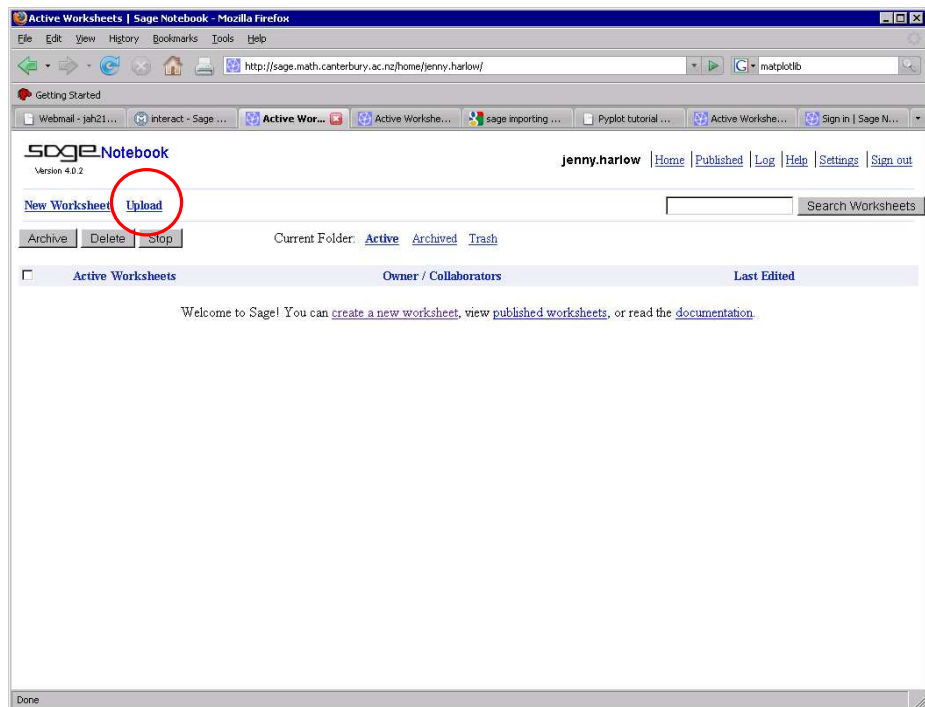 Active Worksheets | Sage Notebook - Mozilla Firefox
File Edit View History Bookmarks Tools Help
http://sage.math.canterbury.ac.nz/home/jenny.harlow/ G matplotlib
Getting Started
Webmail - jah21... interact - Sage ... Active Wor... Active Workshe... sage importing ... Pyplot tutorial ... Active Workshe... Sign in | Sage N...
sage Notebook
Version 4.0.2
jenny.harlow Home Published Log Help Settings Sign out
New Worksheet Upload Search Worksheets
Archive Delete Stop Current Folder: Active Archived Trash
Active Worksheets Owner / Collaborators Last Edited
Welcome to Sage! You can create a new worksheet, view published worksheets, or read the documentation.
Done